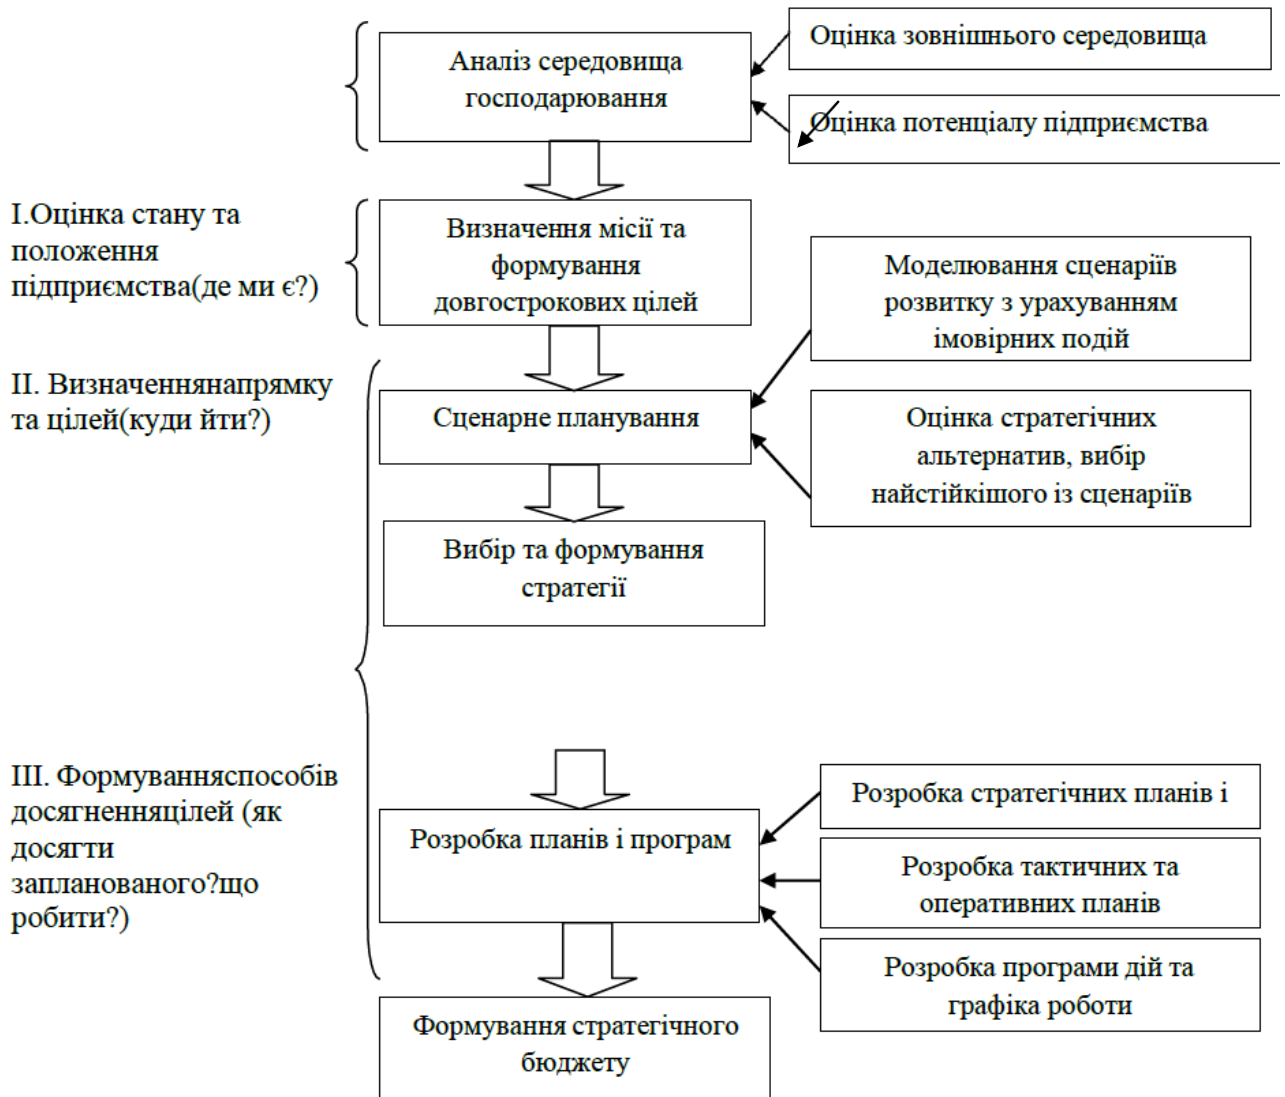 Аналіз середовища
господарювання
Оцінка зовнішнього середовища
Оцінка потенціалу підприємства
I.Оцінка стану та
положення
підприємства(де ми є?)
Визначення місії та
формування
довгострокових цілей
Моделювання сценаріїв
розвитку з урахуванням
імовірних подій
II. Визначеннянапрямку
та цілей(куди йти?)
Сценарне планування
Оцінка стратегічних
альтернатив, вибір
найстійкішого із сценаріїв
Вибір та формування
стратегії
III. Формуванняспособів
досягненняцілей (як
досягти
запланованого?що
робити?)
Розробка планів і програм
Розробка стратегічних планів і
Розробка тактичних та
оперативних планів
Розробка програми дій та
графіка роботи
Формування стратегічного
бюджету